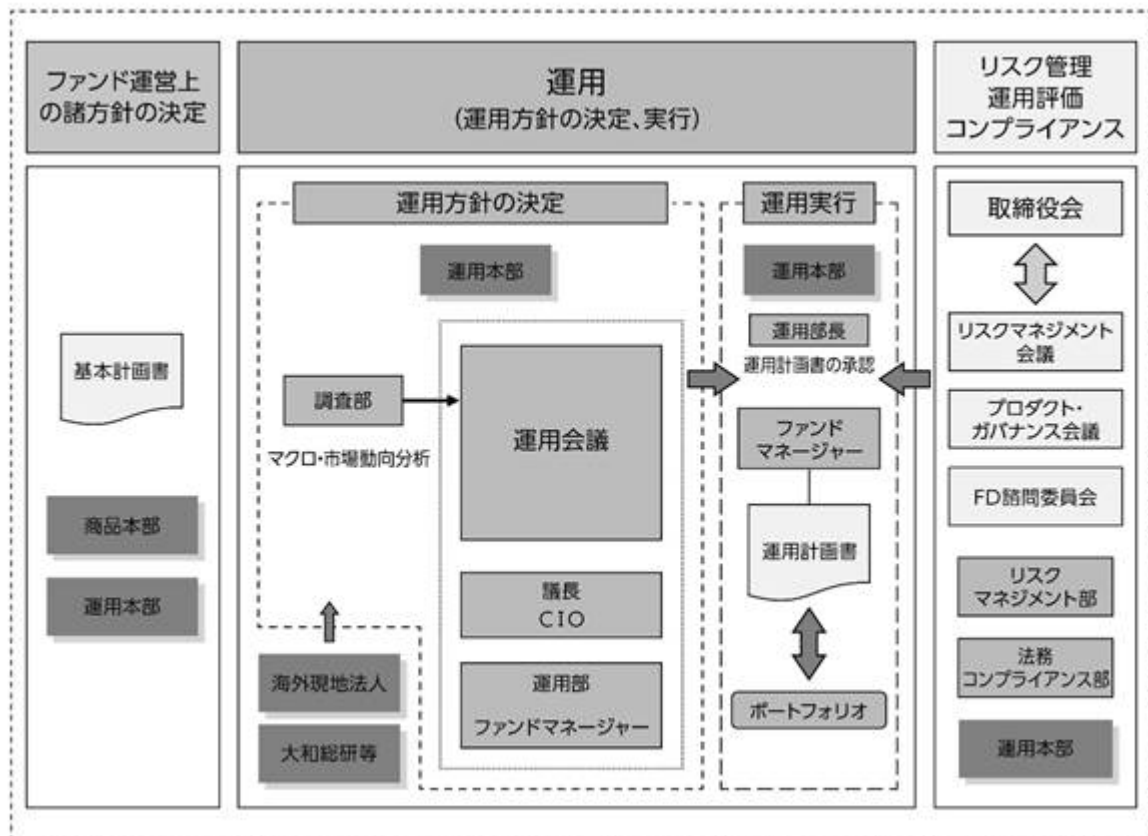 ファンド運営上
の諸方針の決定
運用
(運用方針の決定、実行)
リスク管理
運用評価
コンプライアンス
基本計画書
商品本部
運用本部
運用方針の決定
運用本部
調査部
マクロ・市場動向分析
運用会議
議長
CIO
運用部
ファンドマネージャー
海外現地法人
大和総研等
運用実行
運用本部
運用部長
運用計画書の承認
ファンド
マネージャー
運用計画書
ポートフォリオ
取締役会
リスクマネジメント
会議
プロダクト・
ガバナンス会議
FD諮問委員会
リスク
マネジメント部
法務
コンプライアンス部
運用本部